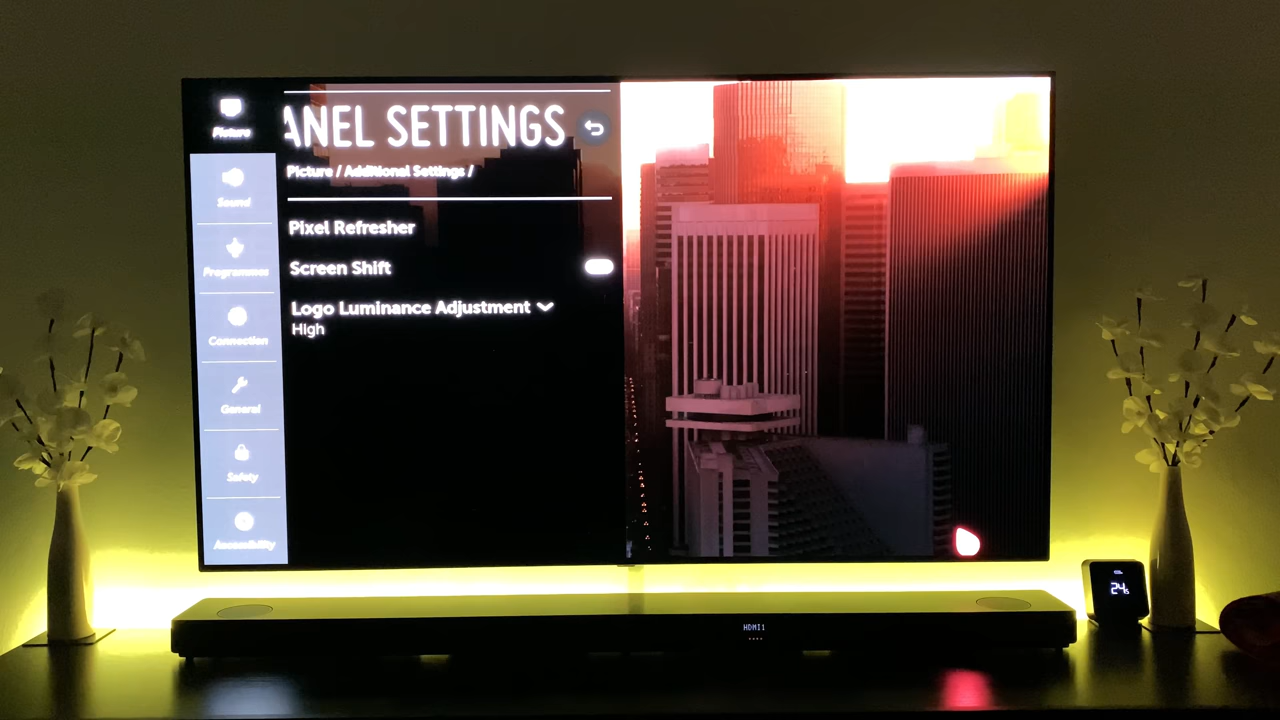 ANEL SETTINGS
Picture / Additional Settings /
Picture
Sound
Programmes
Connection
General
Safety
Accessibility
Pixel Refresher
Screen Shift
Logo Luminance Adjustment
High
HDMI1
24.5